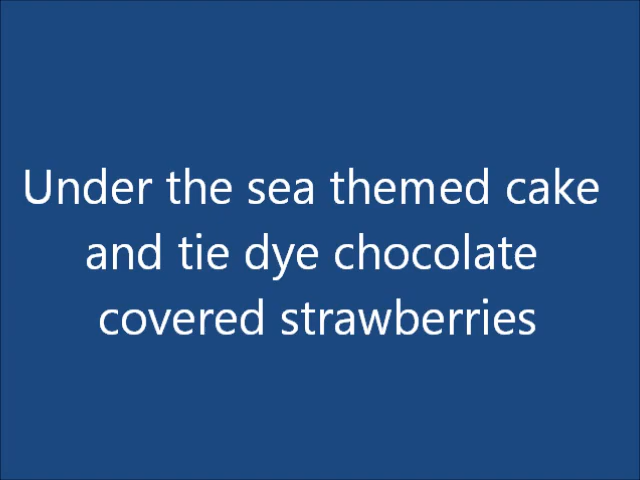 Under the sea themed cake
and tie dye chocolate
covered strawberries